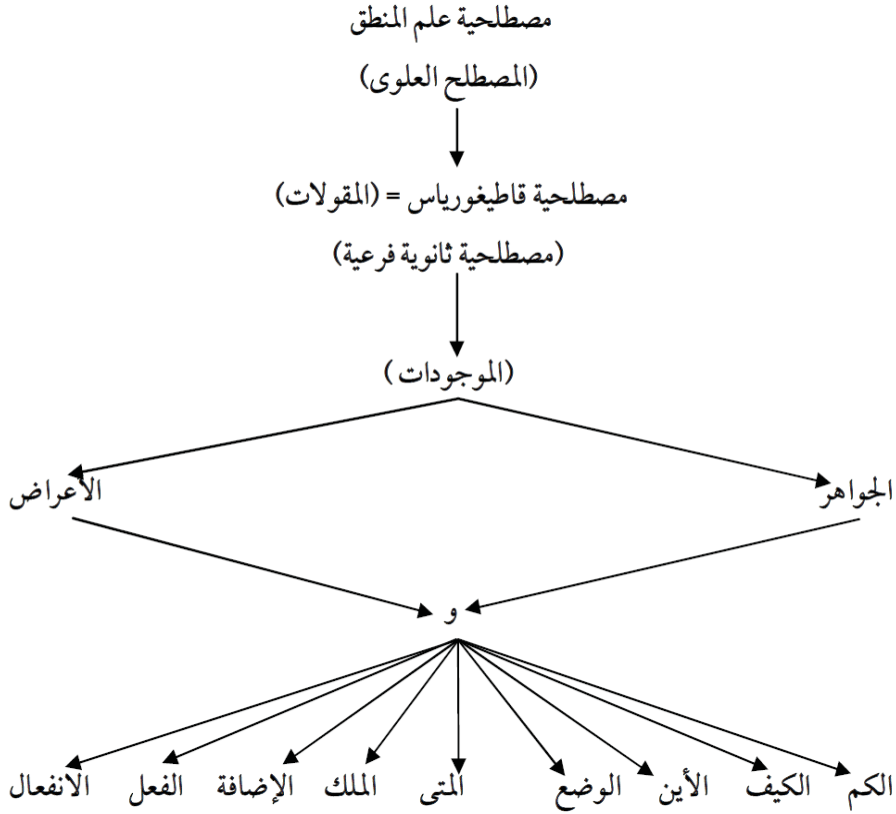 مصطلحية علم المنطق
(المصطلح العلوى)
مصطلحية قاطيغورياس = (المقولات)
(مصطلحية ثانوية فرعية)
(الموجودات)
الجواهر الأعراض
و
الكم الكيف الأين الوضع المتى الملك الإضافة الفعل الانفعال